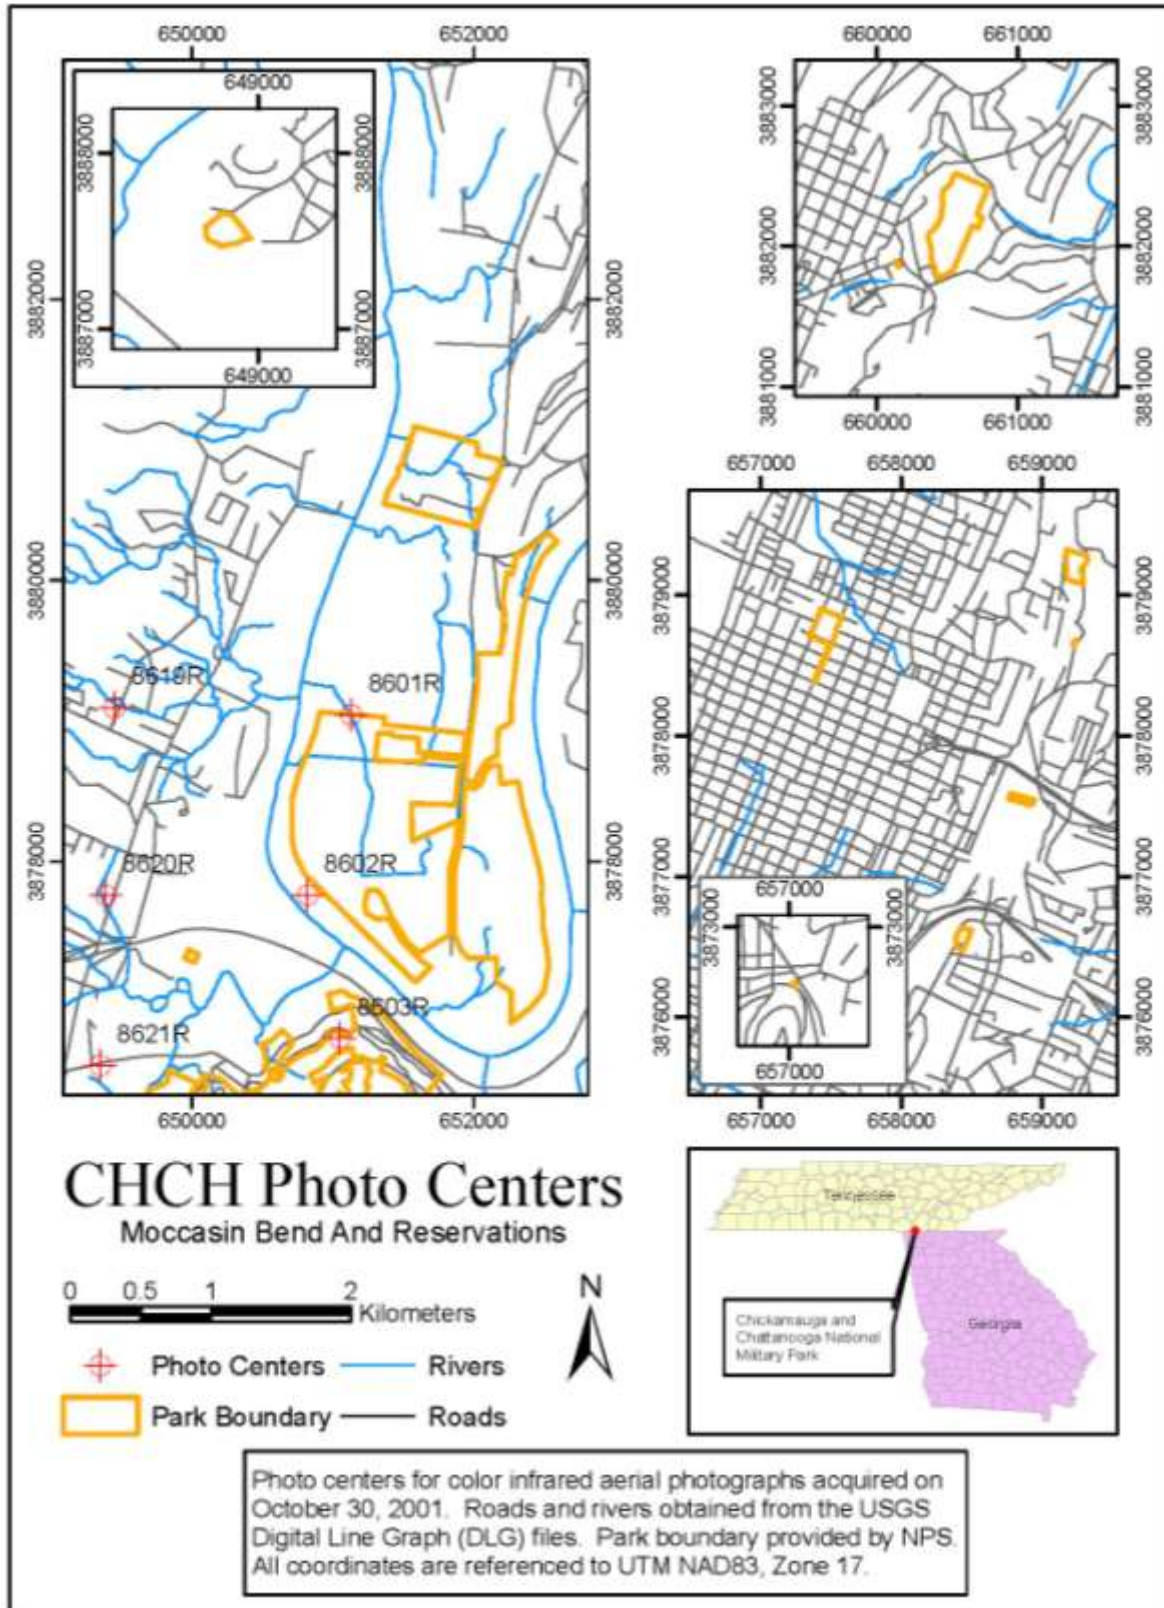 650000
652000
649000
3888000
3888000
3887000
3887000
649000
3882000
3882000
3880000
3880000
8619R
8601R
3878000
3878000
8620R
8602R
8503R
8621R
650000
652000
660000
661000
3883000
3883000
3882000
3882000
3881000
3881000
660000
661000
657000
658000
659000
3879000
3879000
3878000
3878000
3877000
3877000
657000
3873000
3873000
3876000
3876000
657000
657000
658000
659000
CHCH Photo Centers
Moccasin Bend And Reservations
0 0.5 1 2
Kilometers
N
Photo Centers
Rivers
Park Boundary
Roads
Tennessee
Chickamauga and
Chattanooga National
Military Park
Georgia
Photo centers for color infrared aerial photographs acquired on
October 30, 2001. Roads and rivers obtained from the USGS
Digital Line Graph (DLG) files. Park boundary provided by NPS.
All coordinates are referenced to UTM NAD83, Zone 17.